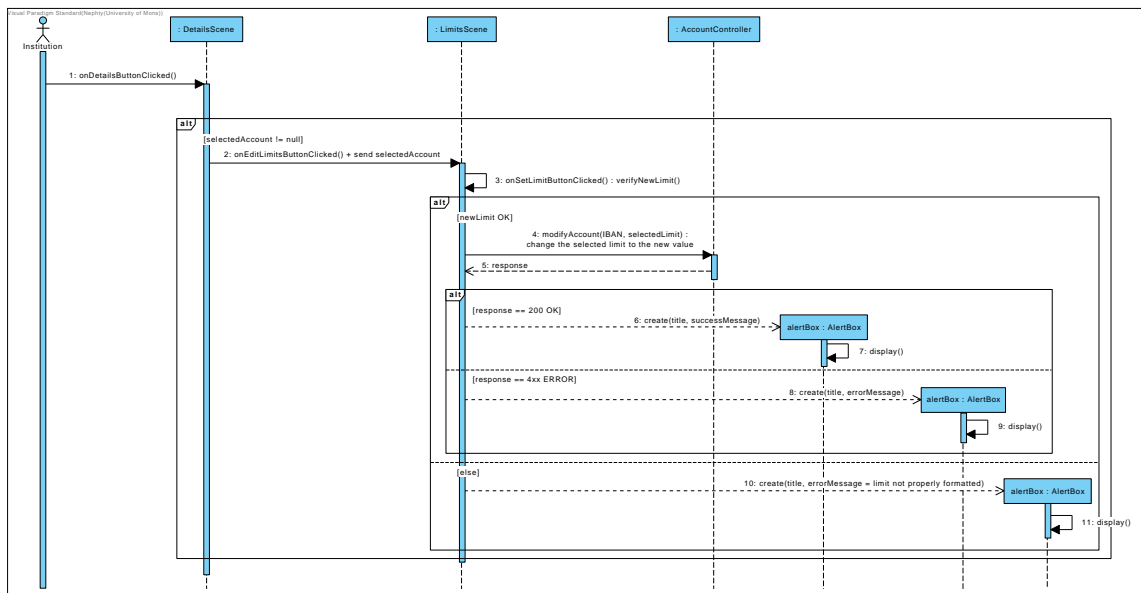 Visual Paradigm Standard(Nephty(University of Mons))
Institution
: DetailsScene
: LimitsScene
: AccountController
1: onDetailsButtonClicked()
alt
[selectedAccount != null]
2: onEditLimitsButtonClicked() + send selectedAccount
3: onSetLimitButtonClicked() : verifyNewLimit()
alt
[newLimit OK]
4: modifyAccount(IBAN, selectedLimit) :
change the selected limit to the new value
5: response
alt
[response == 200 OK]
6: create(title, successMessage)
alertBox : AlertBox
7: display()
[response == 4xx ERROR]
8: create(title, errorMessage)
alertBox : AlertBox
9: display()
[else]
10: create(title, errorMessage = limit not properly formatted)
alertBox : AlertBox
11: display()